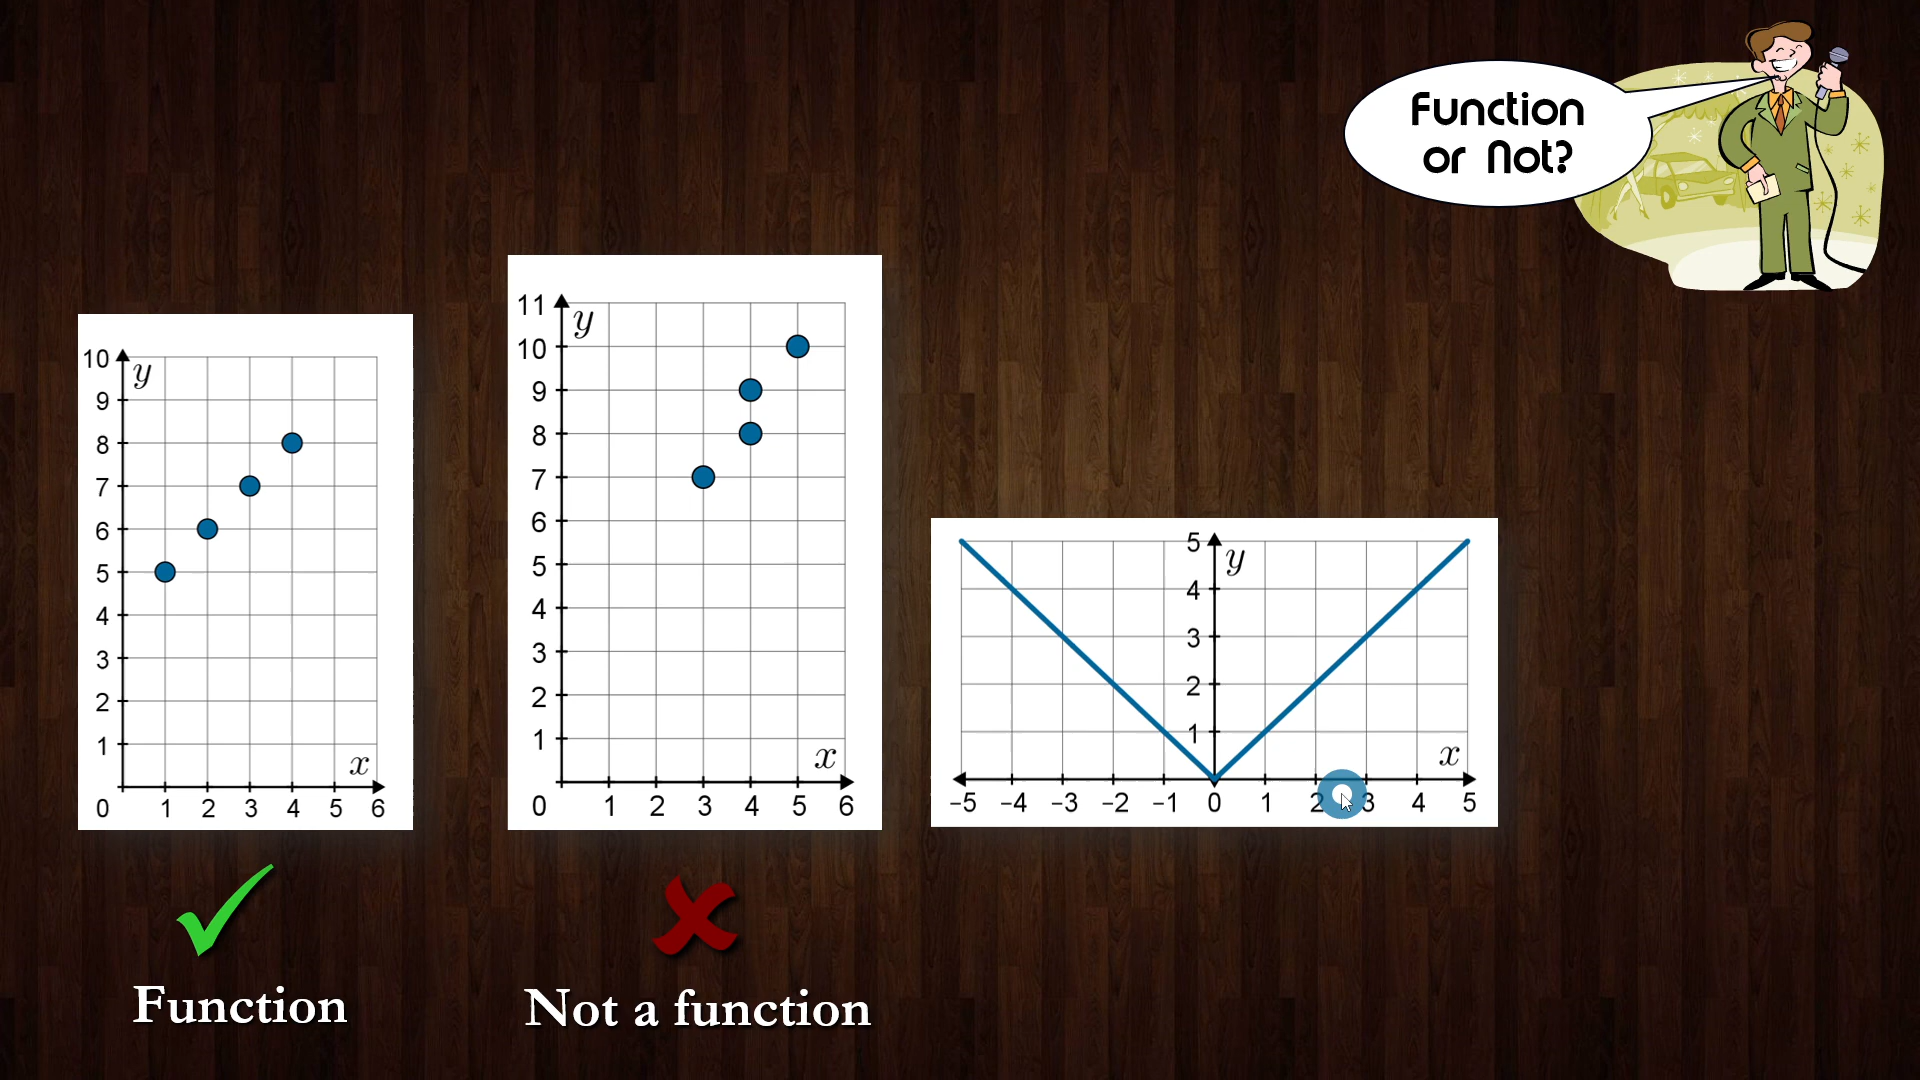 Function
or Not?
10
y
9
8
7
6
5
4
3
2
1
x
0 1 2 3 4 5 6
11
y
10
9
8
7
6
5
4
3
2
1
x
0 1 2 3 4 5 6
5
y
4
3
2
1
x
−5 −4 −3 −2 −1 0 1 2 3 4 5
Function
Not a function